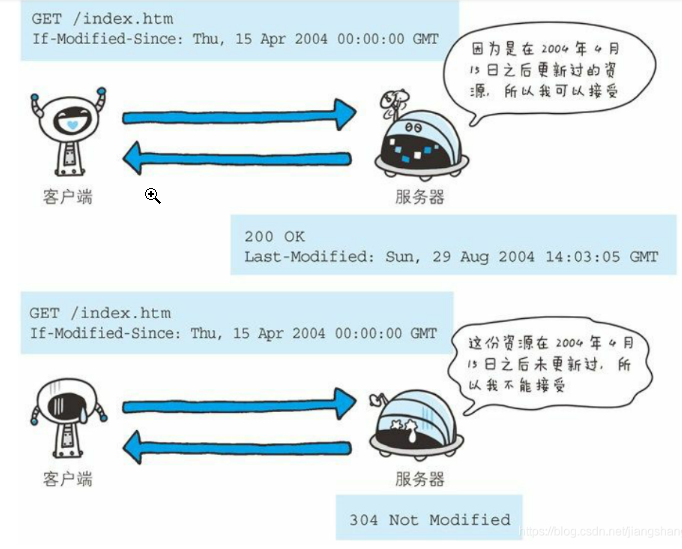 GET /index.htm
If-Modified-Since: Thu, 15 Apr 2004 00:00:00 GMT
因为是在 2004 年 4 月
15 日之后更新过的资
源，所以我可以接受
客户端
服务器
200 OK
Last-Modified: Sun, 29 Aug 2004 14:03:05 GMT
GET /index.htm
If-Modified-Since: Thu, 15 Apr 2004 00:00:00 GMT
这份资源在 2004 年 4 月
15 日之后未更新过，所
以我不能接受
客户端
服务器
304 Not Modified
https://blog.csdn.net/jiangshang